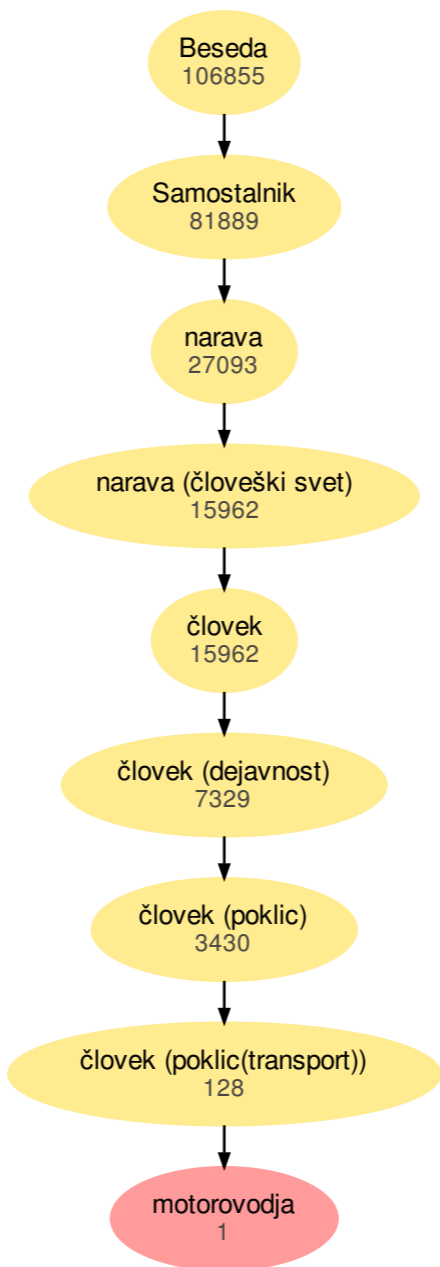 Beseda
106855
Samostalnik
81889
narava
27093
narava (človeški svet)
15962
človek
15962
človek (dejavnost)
7329
človek (poklic)
3430
človek (poklic(transport))
128
motorovodja
1